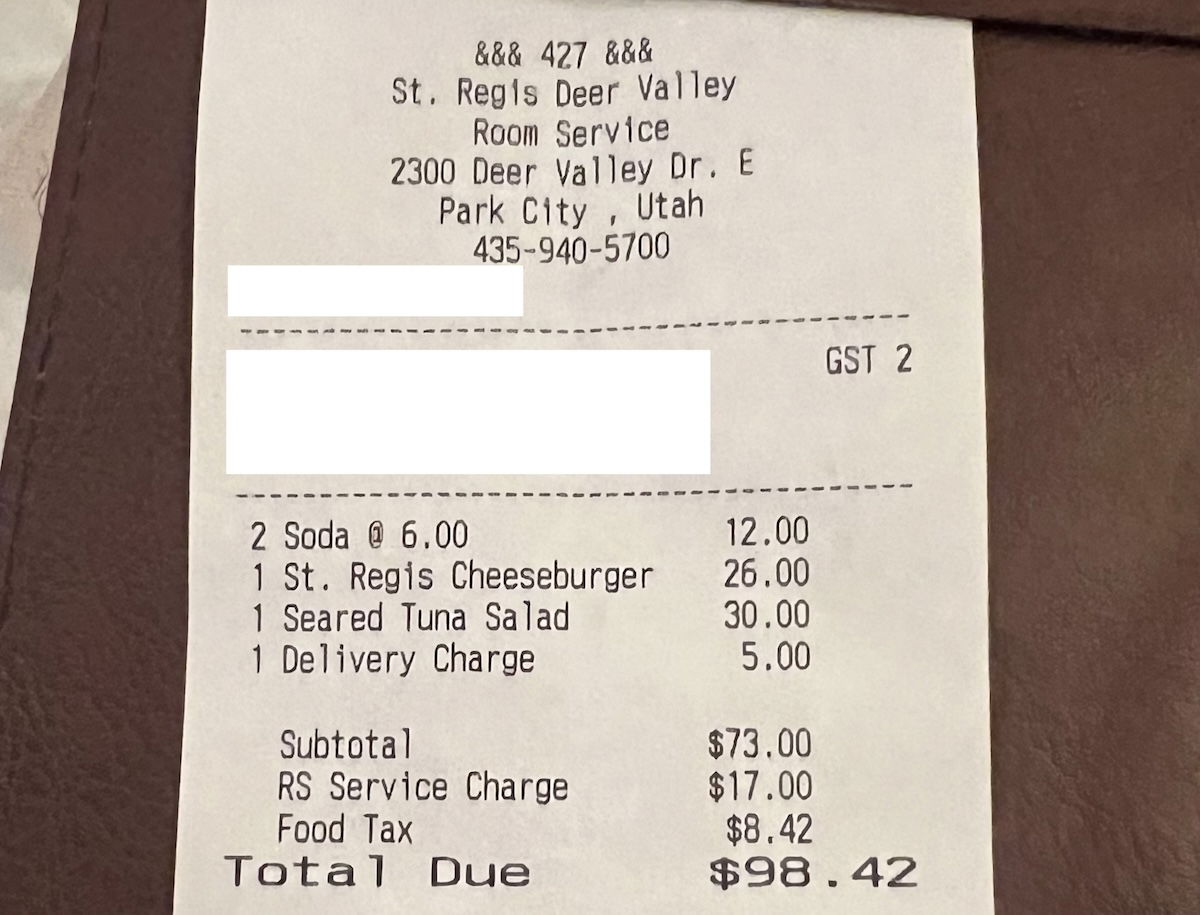 &&& 427 &&&
St. Regis Deer Valley
Room Service
2300 Deer Valley Dr. E
Park City , Utah
435-940-5700
GST 2
2 Soda @ 6.00 12.00
1 St. Regis Cheeseburger 26.00
1 Seared Tuna Salad 30.00
1 Delivery Charge 5.00
Subtotal $73.00
RS Service Charge $17.00
Food Tax $8.42
Total Due $98.42